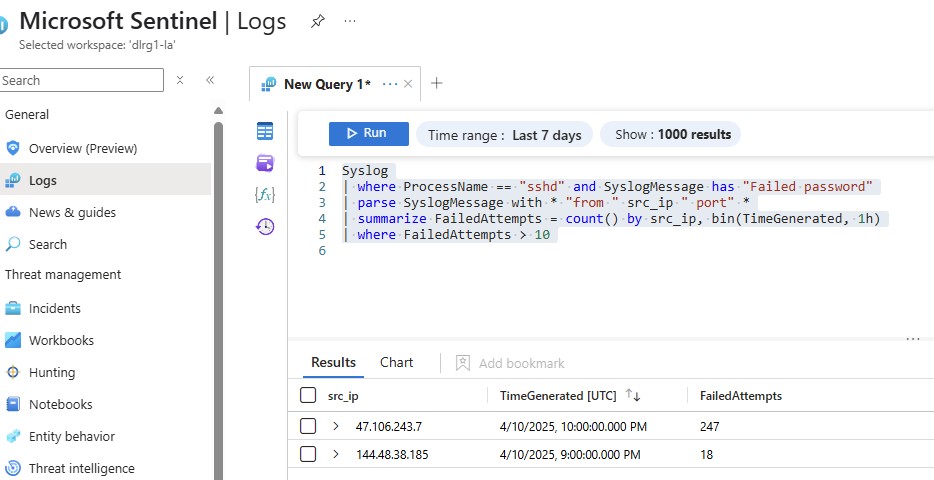 Microsoft Sentinel | Logs
Selected workspace: 'dlrg1-la'
Search
General
Overview (Preview)
Logs
News & guides
Search
Threat management
Incidents
Workbooks
Hunting
Notebooks
Entity behavior
Threat intelligence
New Query 1*
Run
Time range : Last 7 days
Show : 1000 results
1 Syslog
2 | where ProcessName == "sshd" and SyslogMessage has "Failed password"
3 | parse SyslogMessage with * "from " src_ip " port" *
4 | summarize FailedAttempts = count() by src_ip, bin(TimeGenerated, 1h)
5 | where FailedAttempts > 10
6
Results Chart Add bookmark
src_ip TimeGenerated [UTC] FailedAttempts
47.106.243.7 4/10/2025, 10:00:00.000 PM 247
144.48.38.185 4/10/2025, 9:00:00.000 PM 18